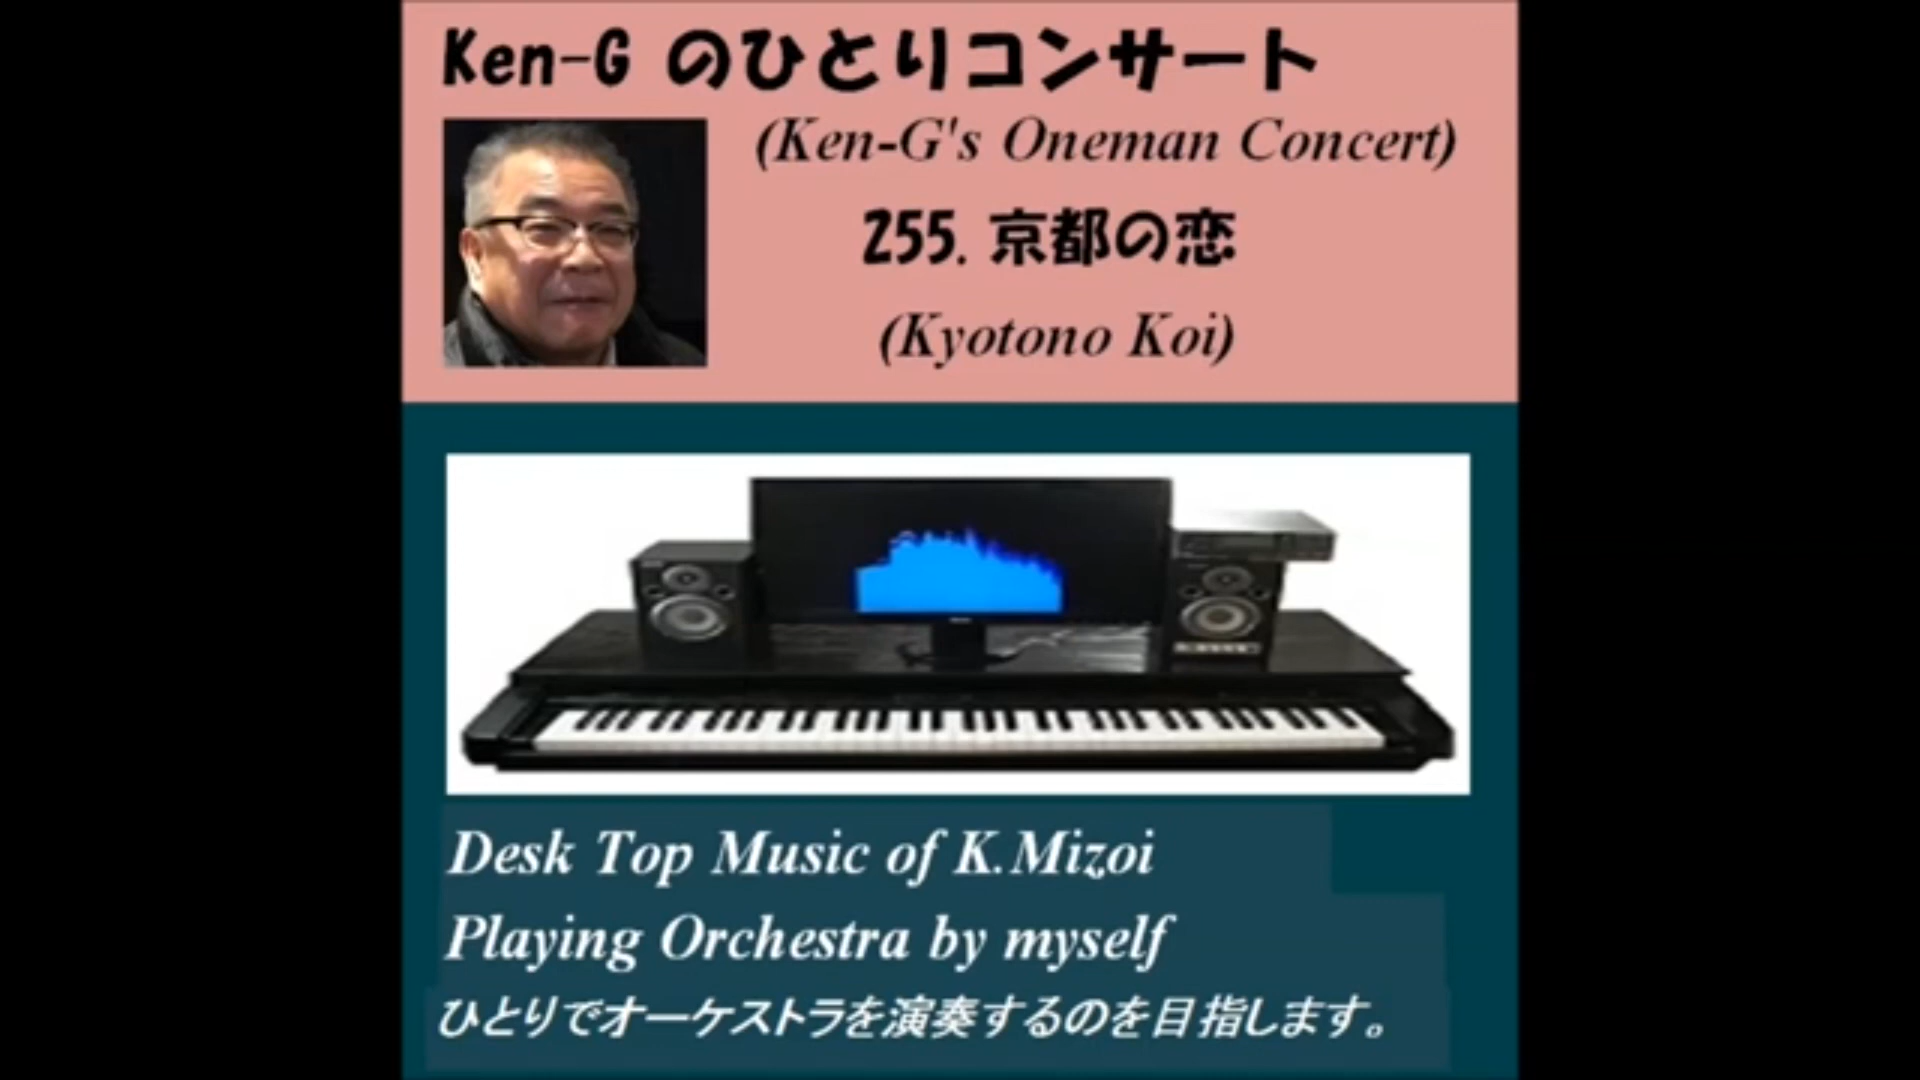 Ken-G のひとりコンサート
(Ken-G's Oneman Concert)
255. 京都の恋
(Kyotono Koi)
Desk Top Music of K.Mizoi
Playing Orchestra by myself
ひとりでオーケストラを演奏するのを目指します。